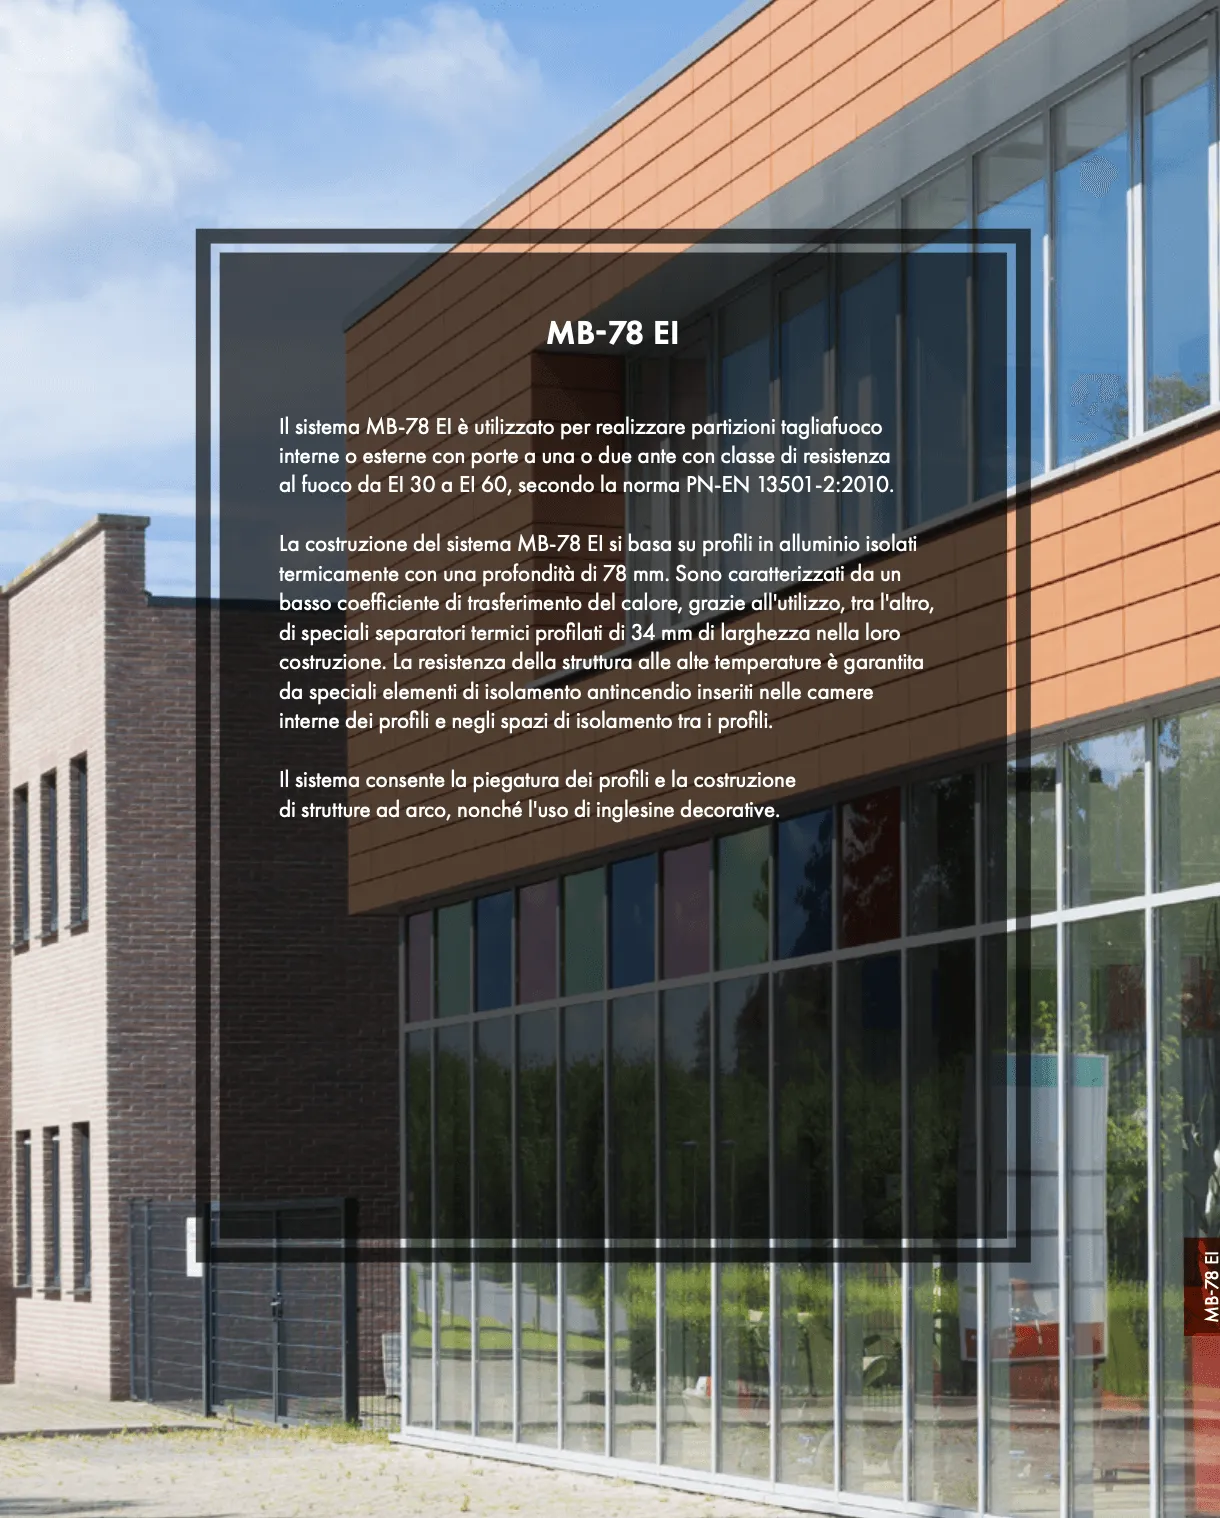 MB-78 EI
Il sistema MB-78 EI è utilizzato per realizzare partizioni tagliafuoco
interne o esterne con porte a una o due ante con classe di resistenza
al fuoco da EI 30 a EI 60, secondo la norma PN-EN 13501-2:2010.
La costruzione del sistema MB-78 EI si basa su profili in alluminio isolati
termicamente con una profondità di 78 mm. Sono caratterizzati da un
basso coefficiente di trasferimento del calore, grazie all'utilizzo, tra l'altro,
di speciali separatori termici profilati di 34 mm di larghezza nella loro
costruzione. La resistenza della struttura alle alte temperature è garantita
da speciali elementi di isolamento antincendio inseriti nelle camere
interne dei profili e negli spazi di isolamento tra i profili.
Il sistema consente la piegatura dei profili e la costruzione
di strutture ad arco, nonché l'uso di inglesine decorative.
MB-78 EI